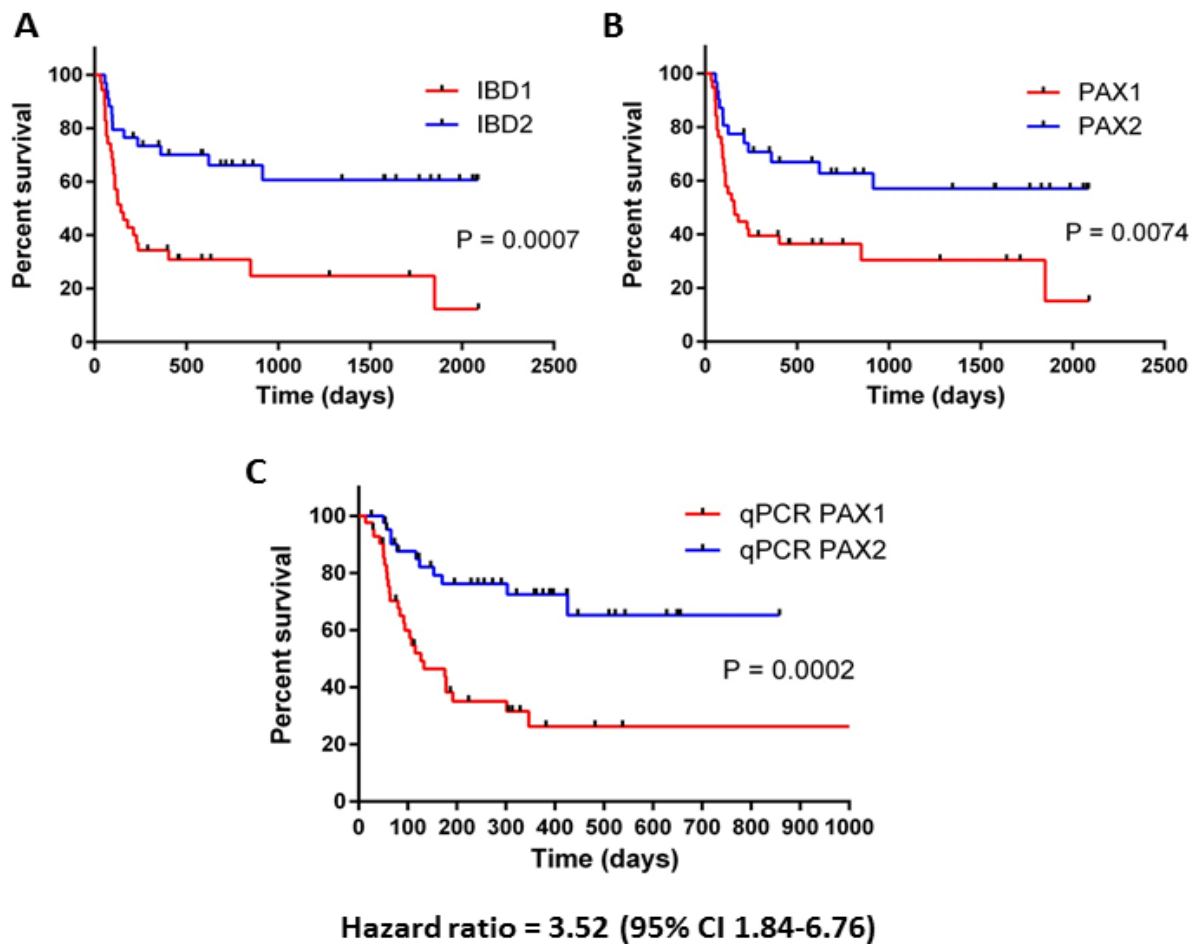 A
Percent survival
100
80
60
40
20
0
IBD1
IBD2
P = 0.0007
0 500 1000 1500 2000 2500
Time (days)
B
Percent survival
100
80
60
40
20
0
PAX1
PAX2
P = 0.0074
0 500 1000 1500 2000 2500
Time (days)
C
Percent survival
100
80
60
40
20
0
qPCR PAX1
qPCR PAX2
P = 0.0002
0 100 200 300 400 500 600 700 800 900 1000
Time (days)
Hazard ratio = 3.52 (95% CI 1.84-6.76)